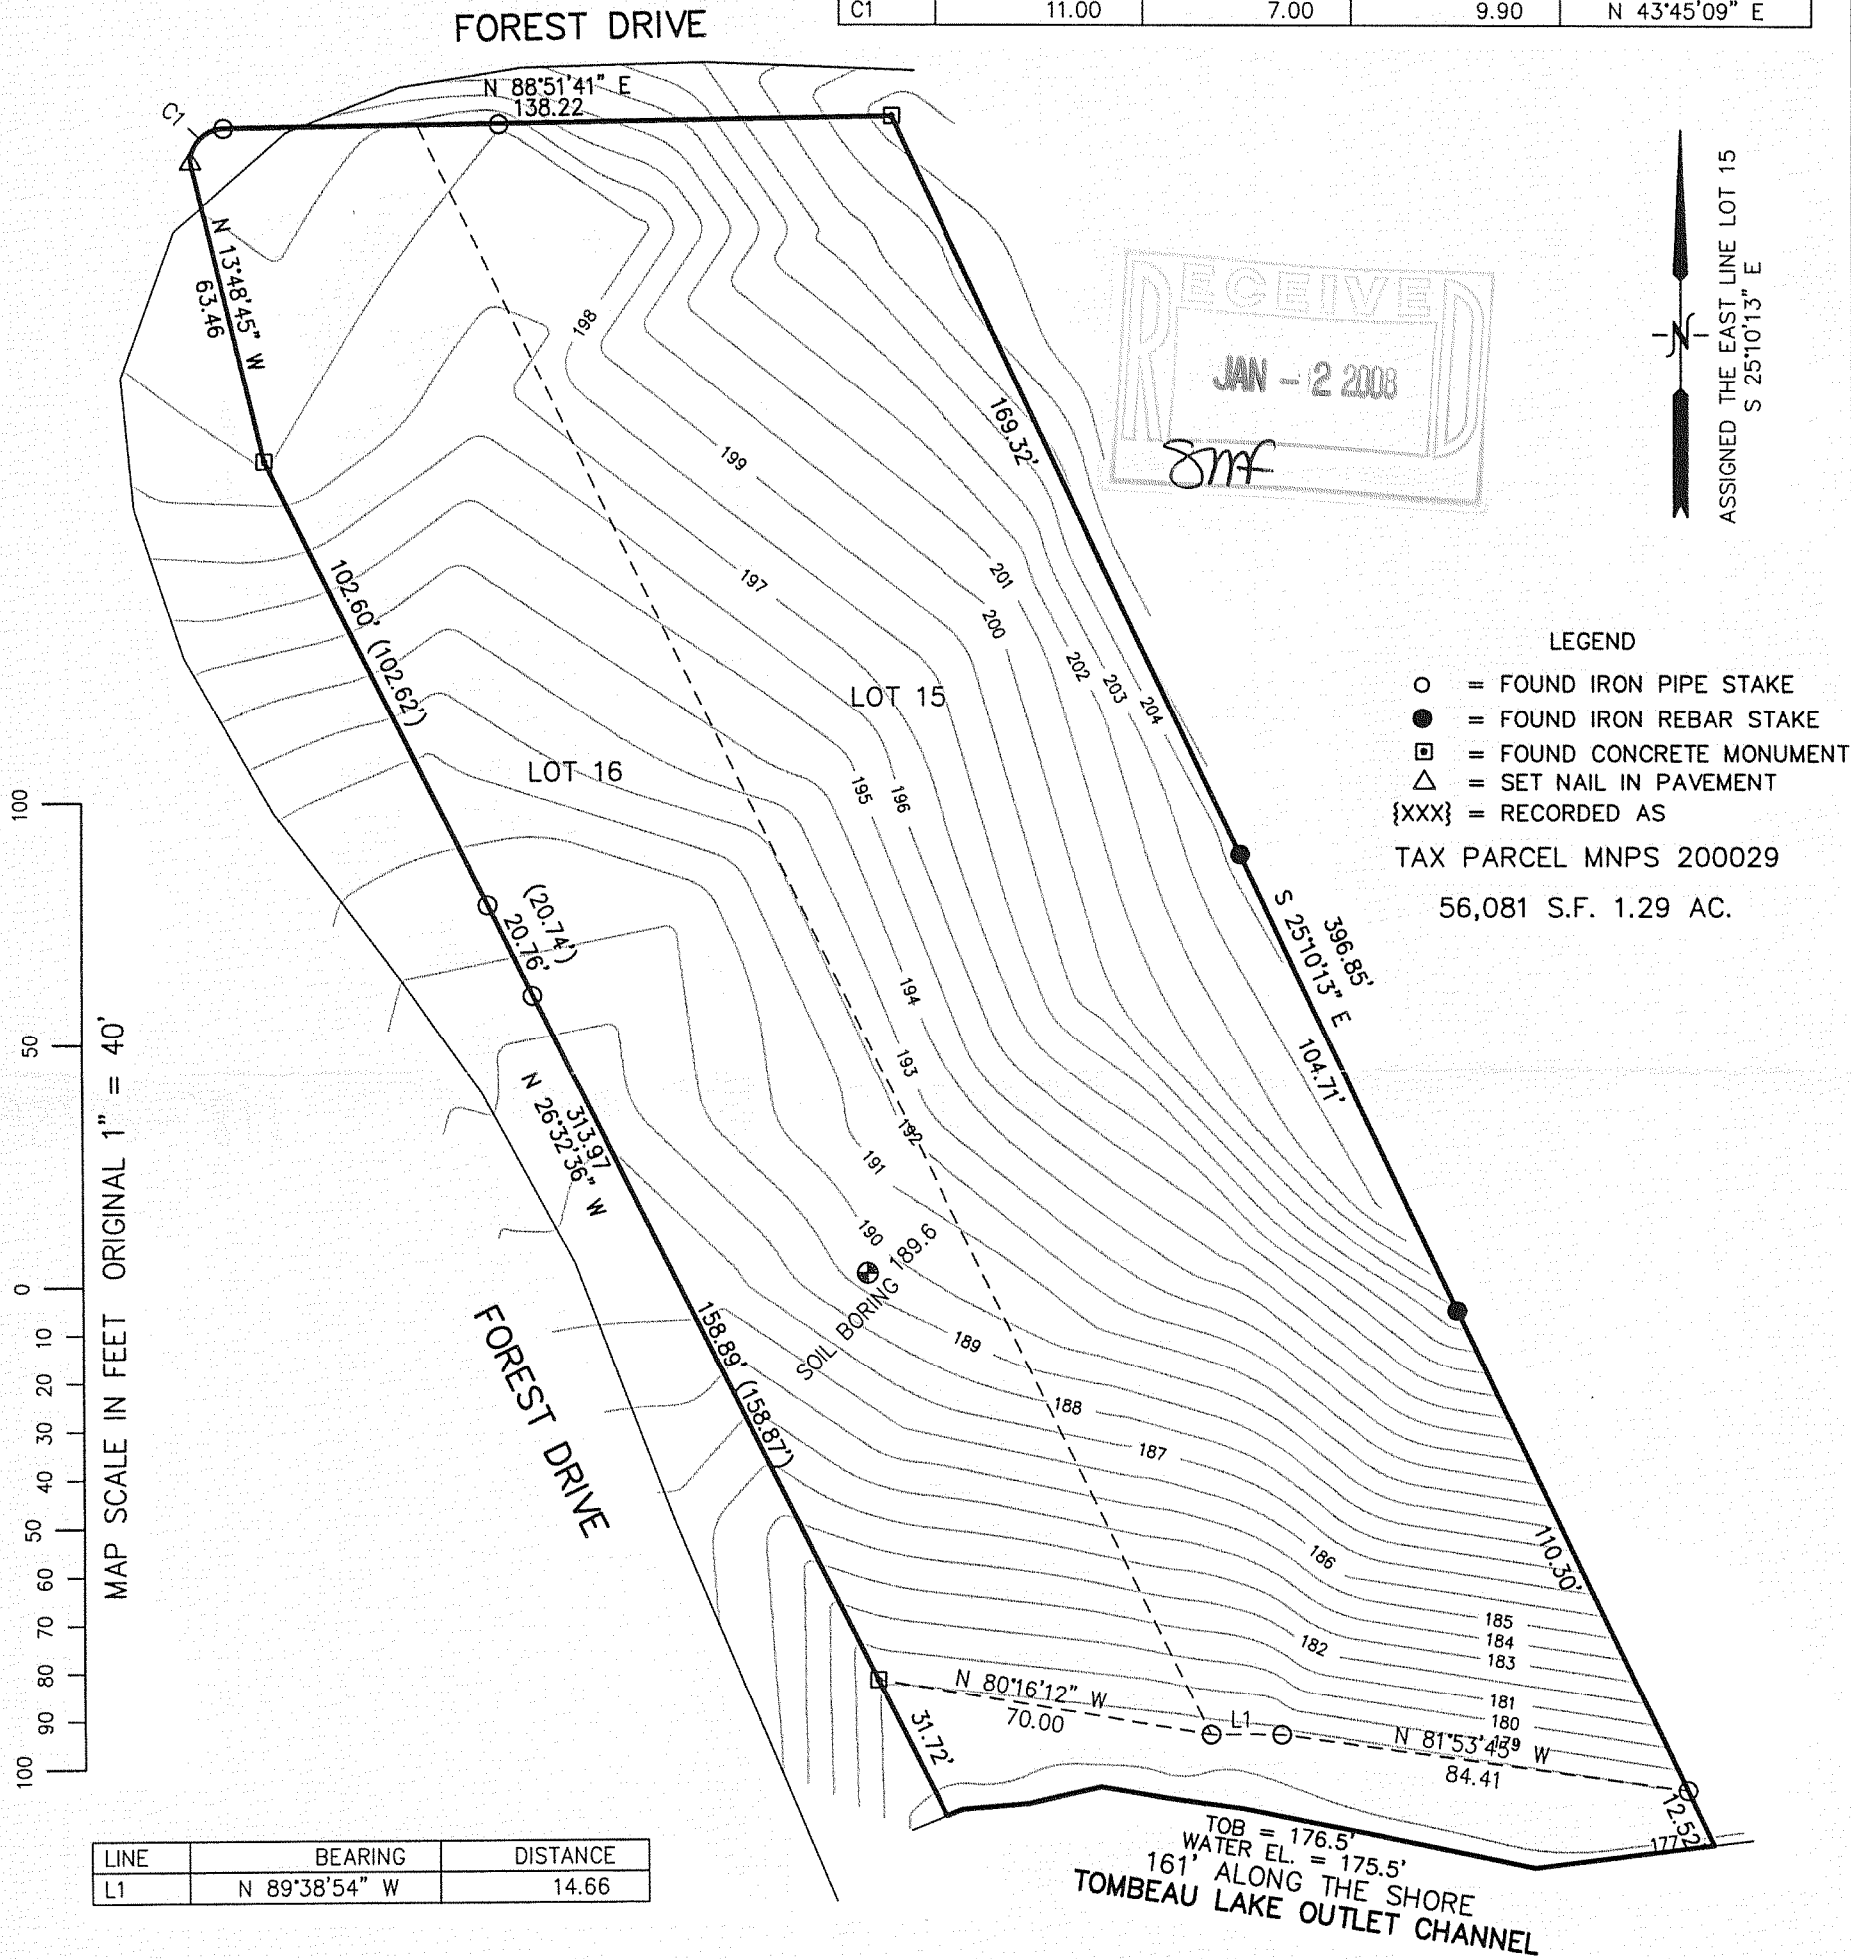 C1 11.00 7.00 9.90 N 43°45'09" E
FOREST DRIVE
N 88°51'41" E
138.22
C1
N 13°48'45" W
63.46
198
169.32'
RECEIVED
JAN - 2 2008
SMF
N
ASSIGNED THE EAST LINE LOT 15
S 25°10'13" E
199
197
201
200
202
203
204
102.60' (102.62')
LOT 15
LOT 16
195
196
LEGEND
○ = FOUND IRON PIPE STAKE
● = FOUND IRON REBAR STAKE
= FOUND CONCRETE MONUMENT
△ = SET NAIL IN PAVEMENT
{XXX} = RECORDED AS
TAX PARCEL MNPS 200029
56,081 S.F. 1.29 AC.
(20.74')
20.76'
396.85'
S 25°10'13" E
104.71'
194
193
192
191
190
189.6
SOIL BORING
189
188
187
186
185
184
183
182
181
180
179
313.97
N 26°32'36" W
158.89' (158.87')
FOREST DRIVE
100
50
0
10
20
30
40
50
60
70
80
90
100
MAP SCALE IN FEET ORIGINAL 1" = 40'
110.30'
N 80°16'12" W
70.00
L1
N 81°53'45" W
84.41
31.72'
12.52'
177
TOB = 176.5'
WATER EL. = 175.5'
161' ALONG THE SHORE
TOMBEAU LAKE OUTLET CHANNEL
LINE BEARING DISTANCE
L1 N 89°38'54" W 14.66